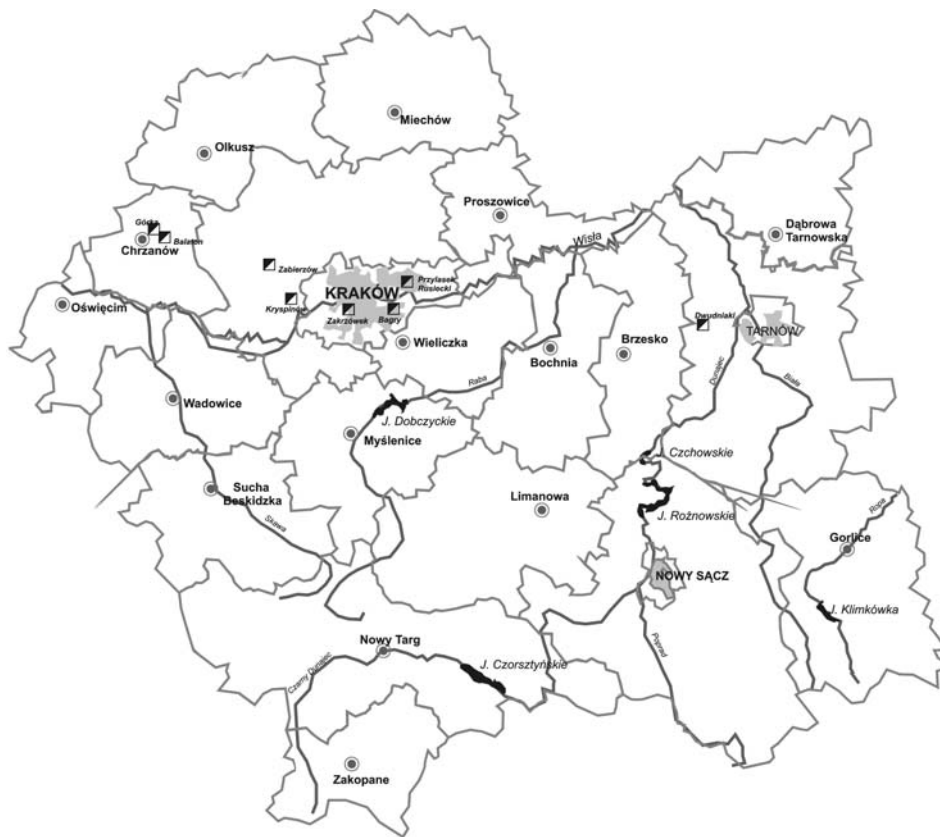 Miechów
Olkusz
Proszowice
Dąbrowa
Tarnowska
Górka
Balaton
Chrzanów
Wisła
Zabierzów
Kryspinów
KRAKÓW
Przylasek
Rusiecki
Zakrzówek
Bagry
Oświęcim
Wieliczka
Bochnia
Brzesko
Dwudniaki
TARNÓW
Dunajec
Biała
Raba
Wadowice
J. Dobczyckie
Myślenice
Czchowskie
Sucha
Beskidzka
Skawa
Limanowa
J. Rożnowskie
Ropa
Gorlice
NOWY SĄCZ
J. Klimkówka
Poprad
Nowy Targ
Czarny Dunajec
J. Czorsztyńskie
Zakopane